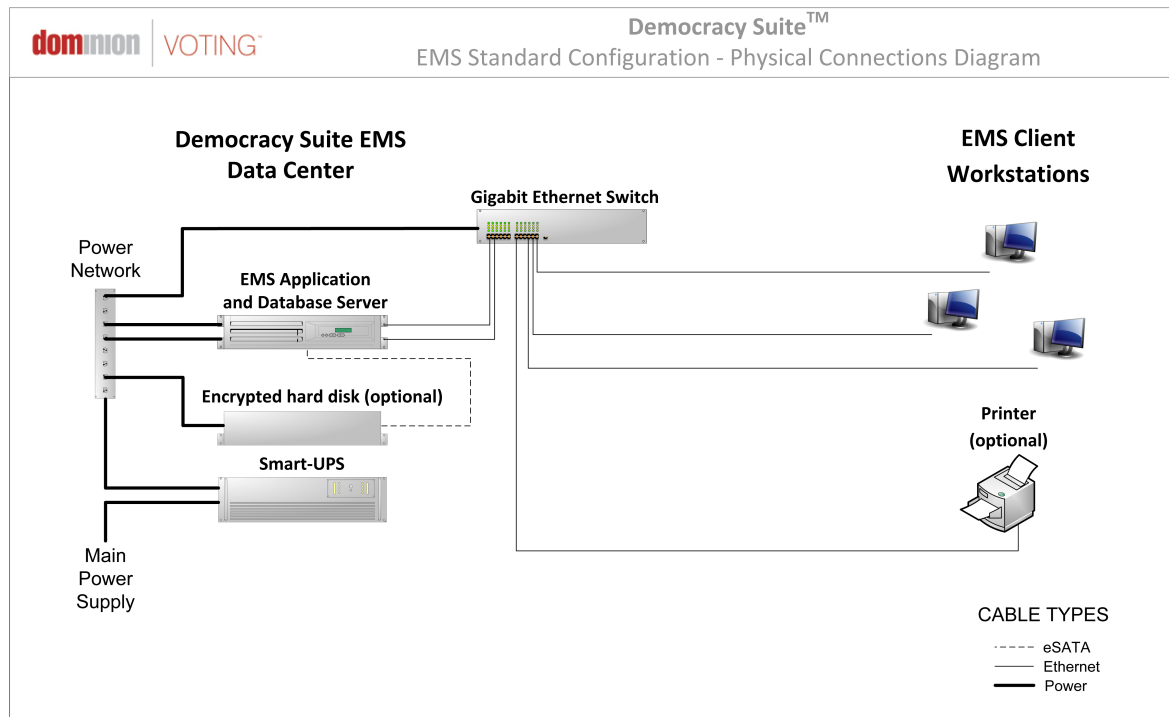 dominion VOTING™
Democracy Suite™
EMS Standard Configuration - Physical Connections Diagram
Democracy Suite EMS
Data Center
EMS Client
Workstations
Gigabit Ethernet Switch
Power
Network
EMS Application
and Database Server
Encrypted hard disk (optional)
Printer
(optional)
Smart-UPS
Main
Power
Supply
CABLE TYPES
eSATA
Ethernet
Power